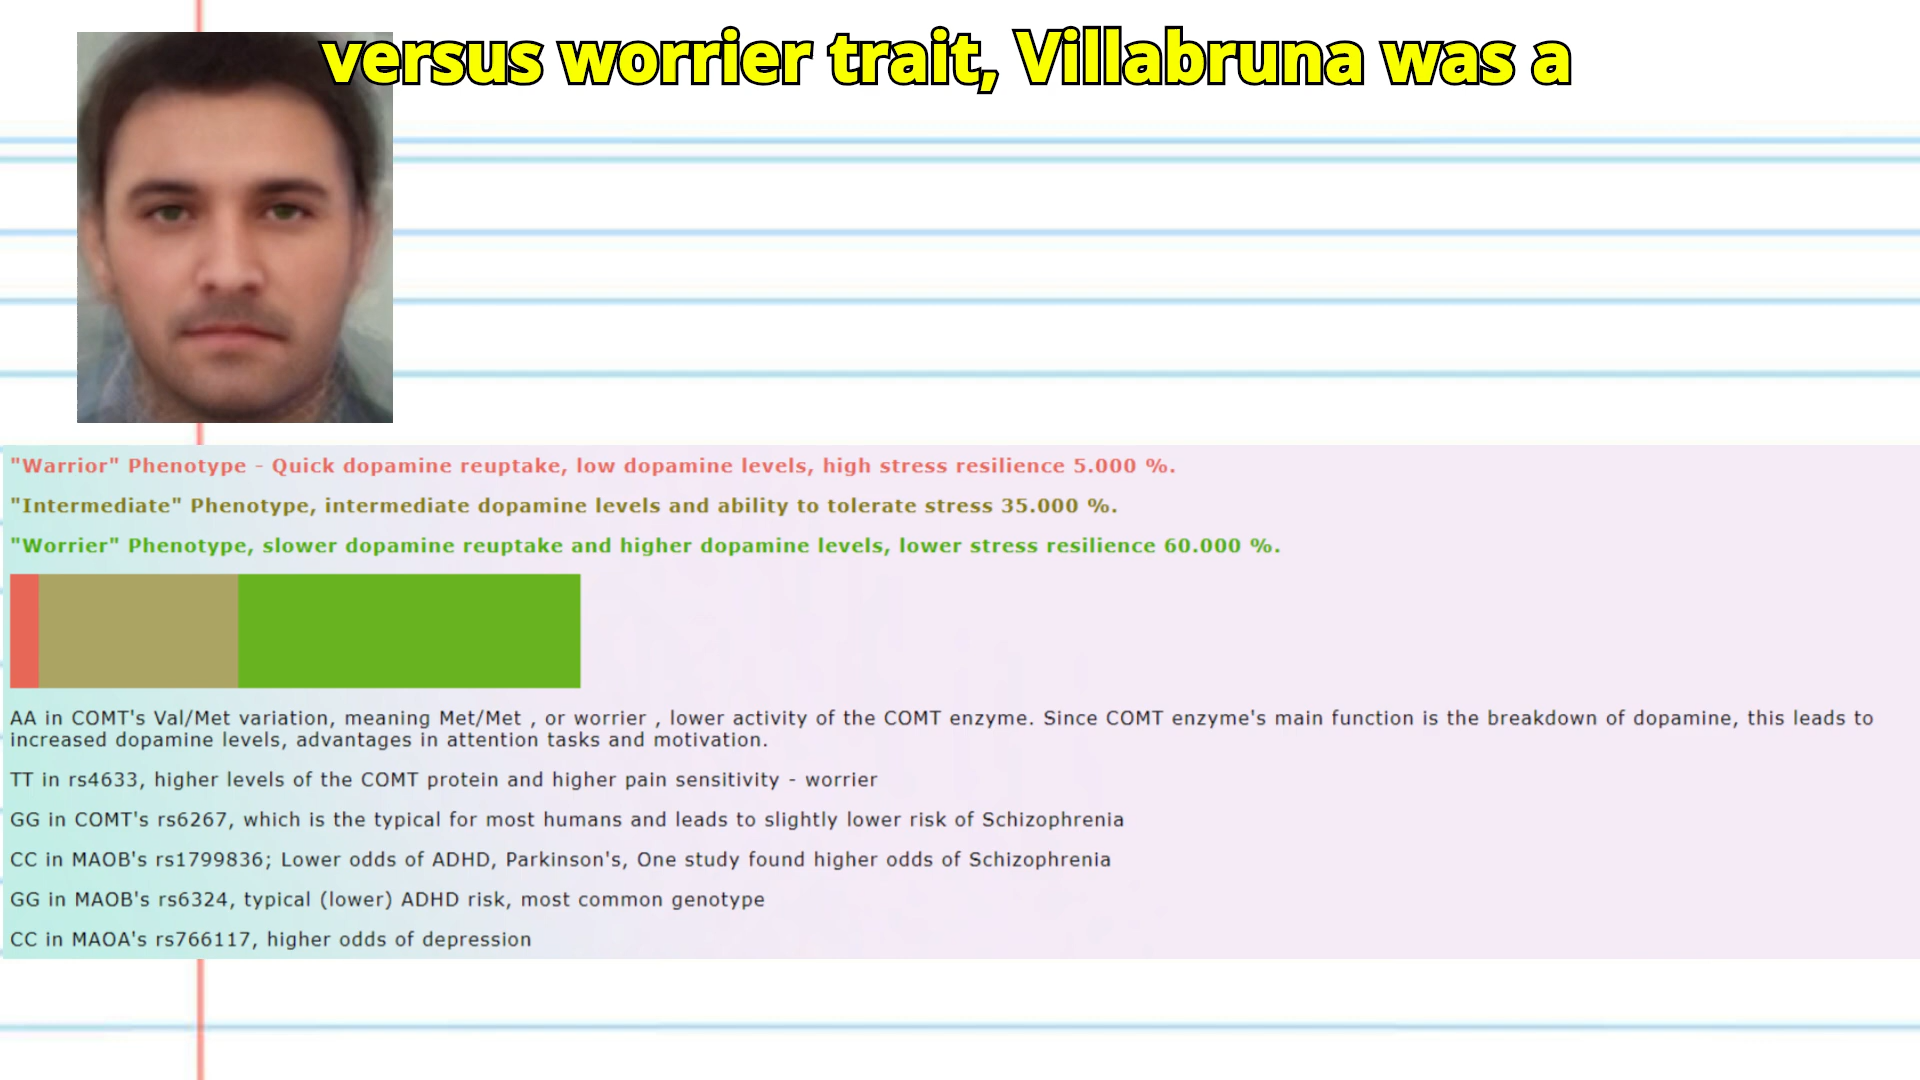 versus worrier trait, Villabruna was a
"Warrior" Phenotype - Quick dopamine reuptake, low dopamine levels, high stress resilience 5.000 %.
"Intermediate" Phenotype, intermediate dopamine levels and ability to tolerate stress 35.000 %.
"Worrier" Phenotype, slower dopamine reuptake and higher dopamine levels, lower stress resilience 60.000 %.
AA in COMT's Val/Met variation, meaning Met/Met , or worrier , lower activity of the COMT enzyme. Since COMT enzyme's main function is the breakdown of dopamine, this leads to
increased dopamine levels, advantages in attention tasks and motivation.
TT in rs4633, higher levels of the COMT protein and higher pain sensitivity - worrier
GG in COMT's rs6267, which is the typical for most humans and leads to slightly lower risk of Schizophrenia
CC in MAOB's rs1799836; Lower odds of ADHD, Parkinson's, One study found higher odds of Schizophrenia
GG in MAOB's rs6324, typical (lower) ADHD risk, most common genotype
CC in MAOA's rs766117, higher odds of depression